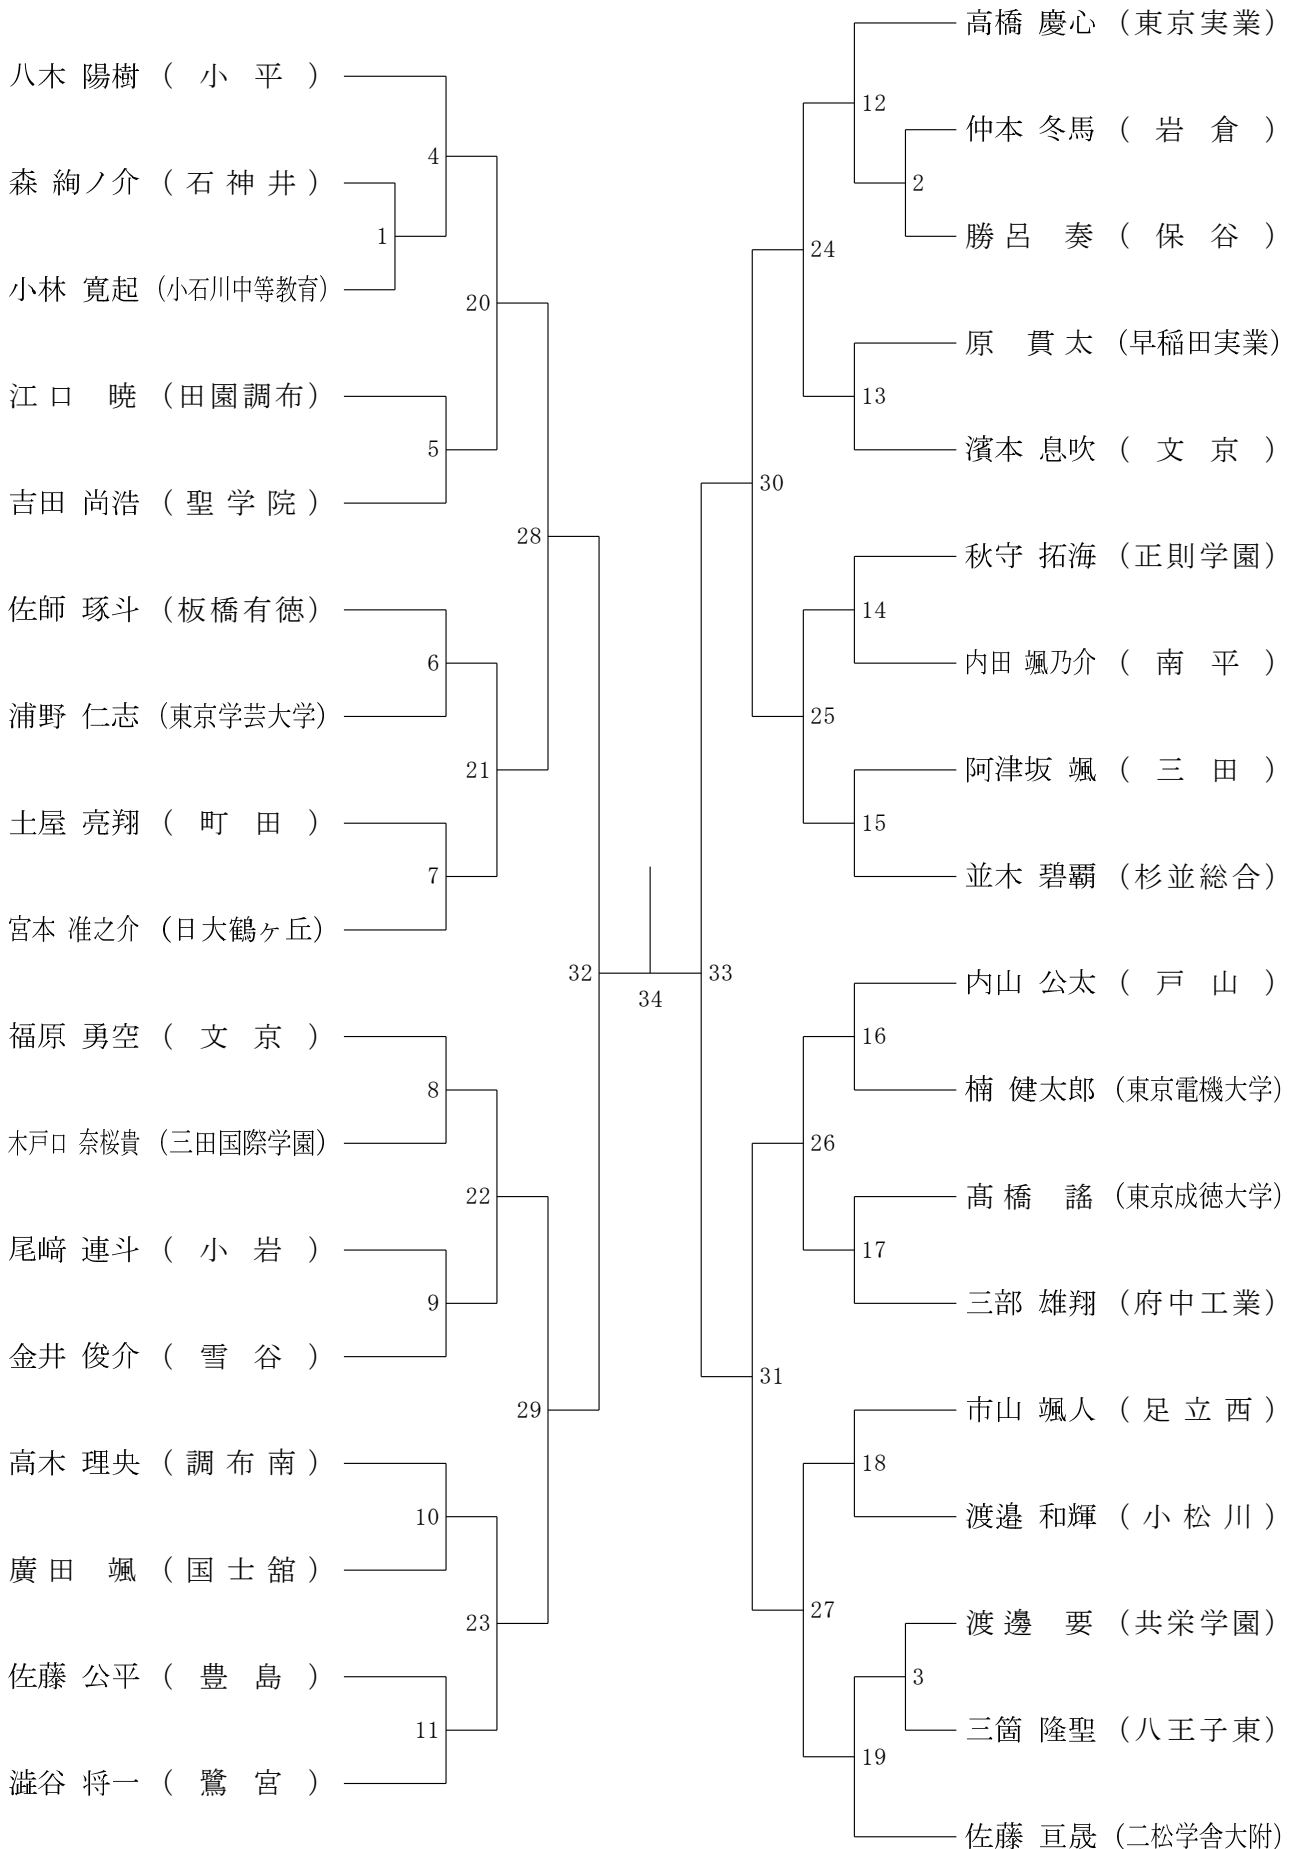 八木 陽樹 ( 小 平 )
4
森 絢ノ介 ( 石 神 井 )
1
小林 寛起 (小石川中等教育)
20
江 口 暁 (田園調布)
5
吉田 尚浩 ( 聖 学 院 )
28
佐師 琢斗 (板橋有徳)
6
浦野 仁志 (東京学芸大学)
21
土屋 亮翔 ( 町 田 )
7
宮本 准之介 (日大鶴ヶ丘)
32
福原 勇空 ( 文 京 )
8
木戸口 奈桜貴 (三田国際学園)
22
尾﨑 連斗 ( 小 岩 )
9
金井 俊介 ( 雪 谷 )
29
高木 理央 ( 調 布 南 )
10
廣 田 颯 ( 国 士 舘 )
23
佐藤 公平 ( 豊 島 )
11
澁谷 将一 ( 鷺 宮 )
34
高橋 慶心 (東京実業)
12
仲本 冬馬 ( 岩 倉 )
2
勝 呂 奏 ( 保 谷 )
24
原 貫 太 (早稲田実業)
13
濱本 息吹 ( 文 京 )
30
秋守 拓海 (正則学園)
14
内田 颯乃介 ( 南 平 )
25
阿津坂 颯 ( 三 田 )
15
並木 碧覇 (杉並総合)
33
内山 公太 ( 戸 山 )
16
楠 健太郎 (東京電機大学)
26
髙 橋 謠 (東京成徳大学)
17
三部 雄翔 (府中工業)
31
市山 颯人 ( 足 立 西 )
18
渡邉 和輝 ( 小 松 川 )
27
渡 邊 要 (共栄学園)
3
三箇 隆聖 (八王子東)
19
佐藤 亘晟 (二松学舎大附)